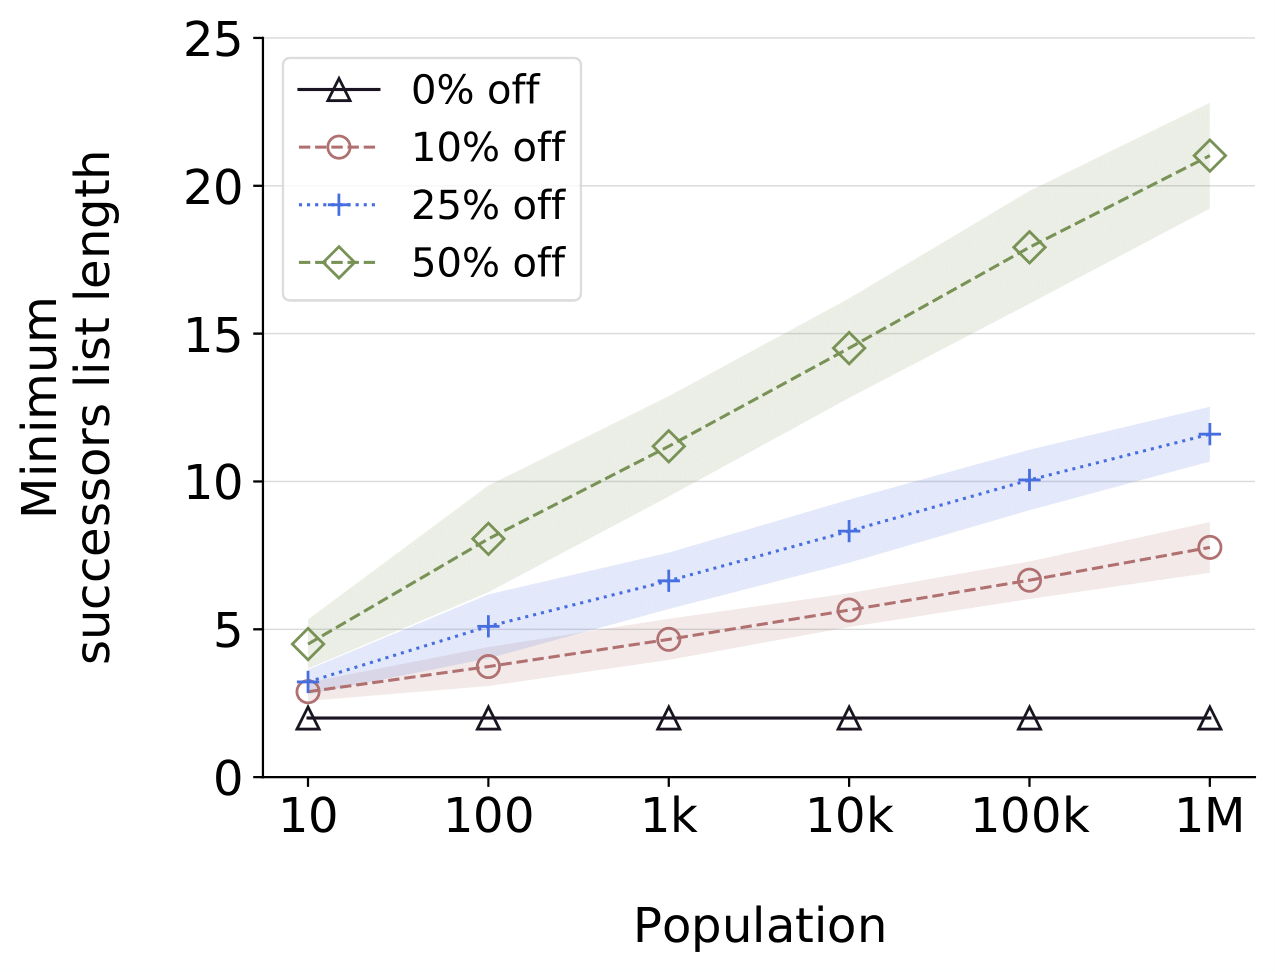 Minimum
successors list length
25
20
15
10
5
0
0% off
10% off
25% off
50% off
10 100 1k 10k 100k 1M
Population